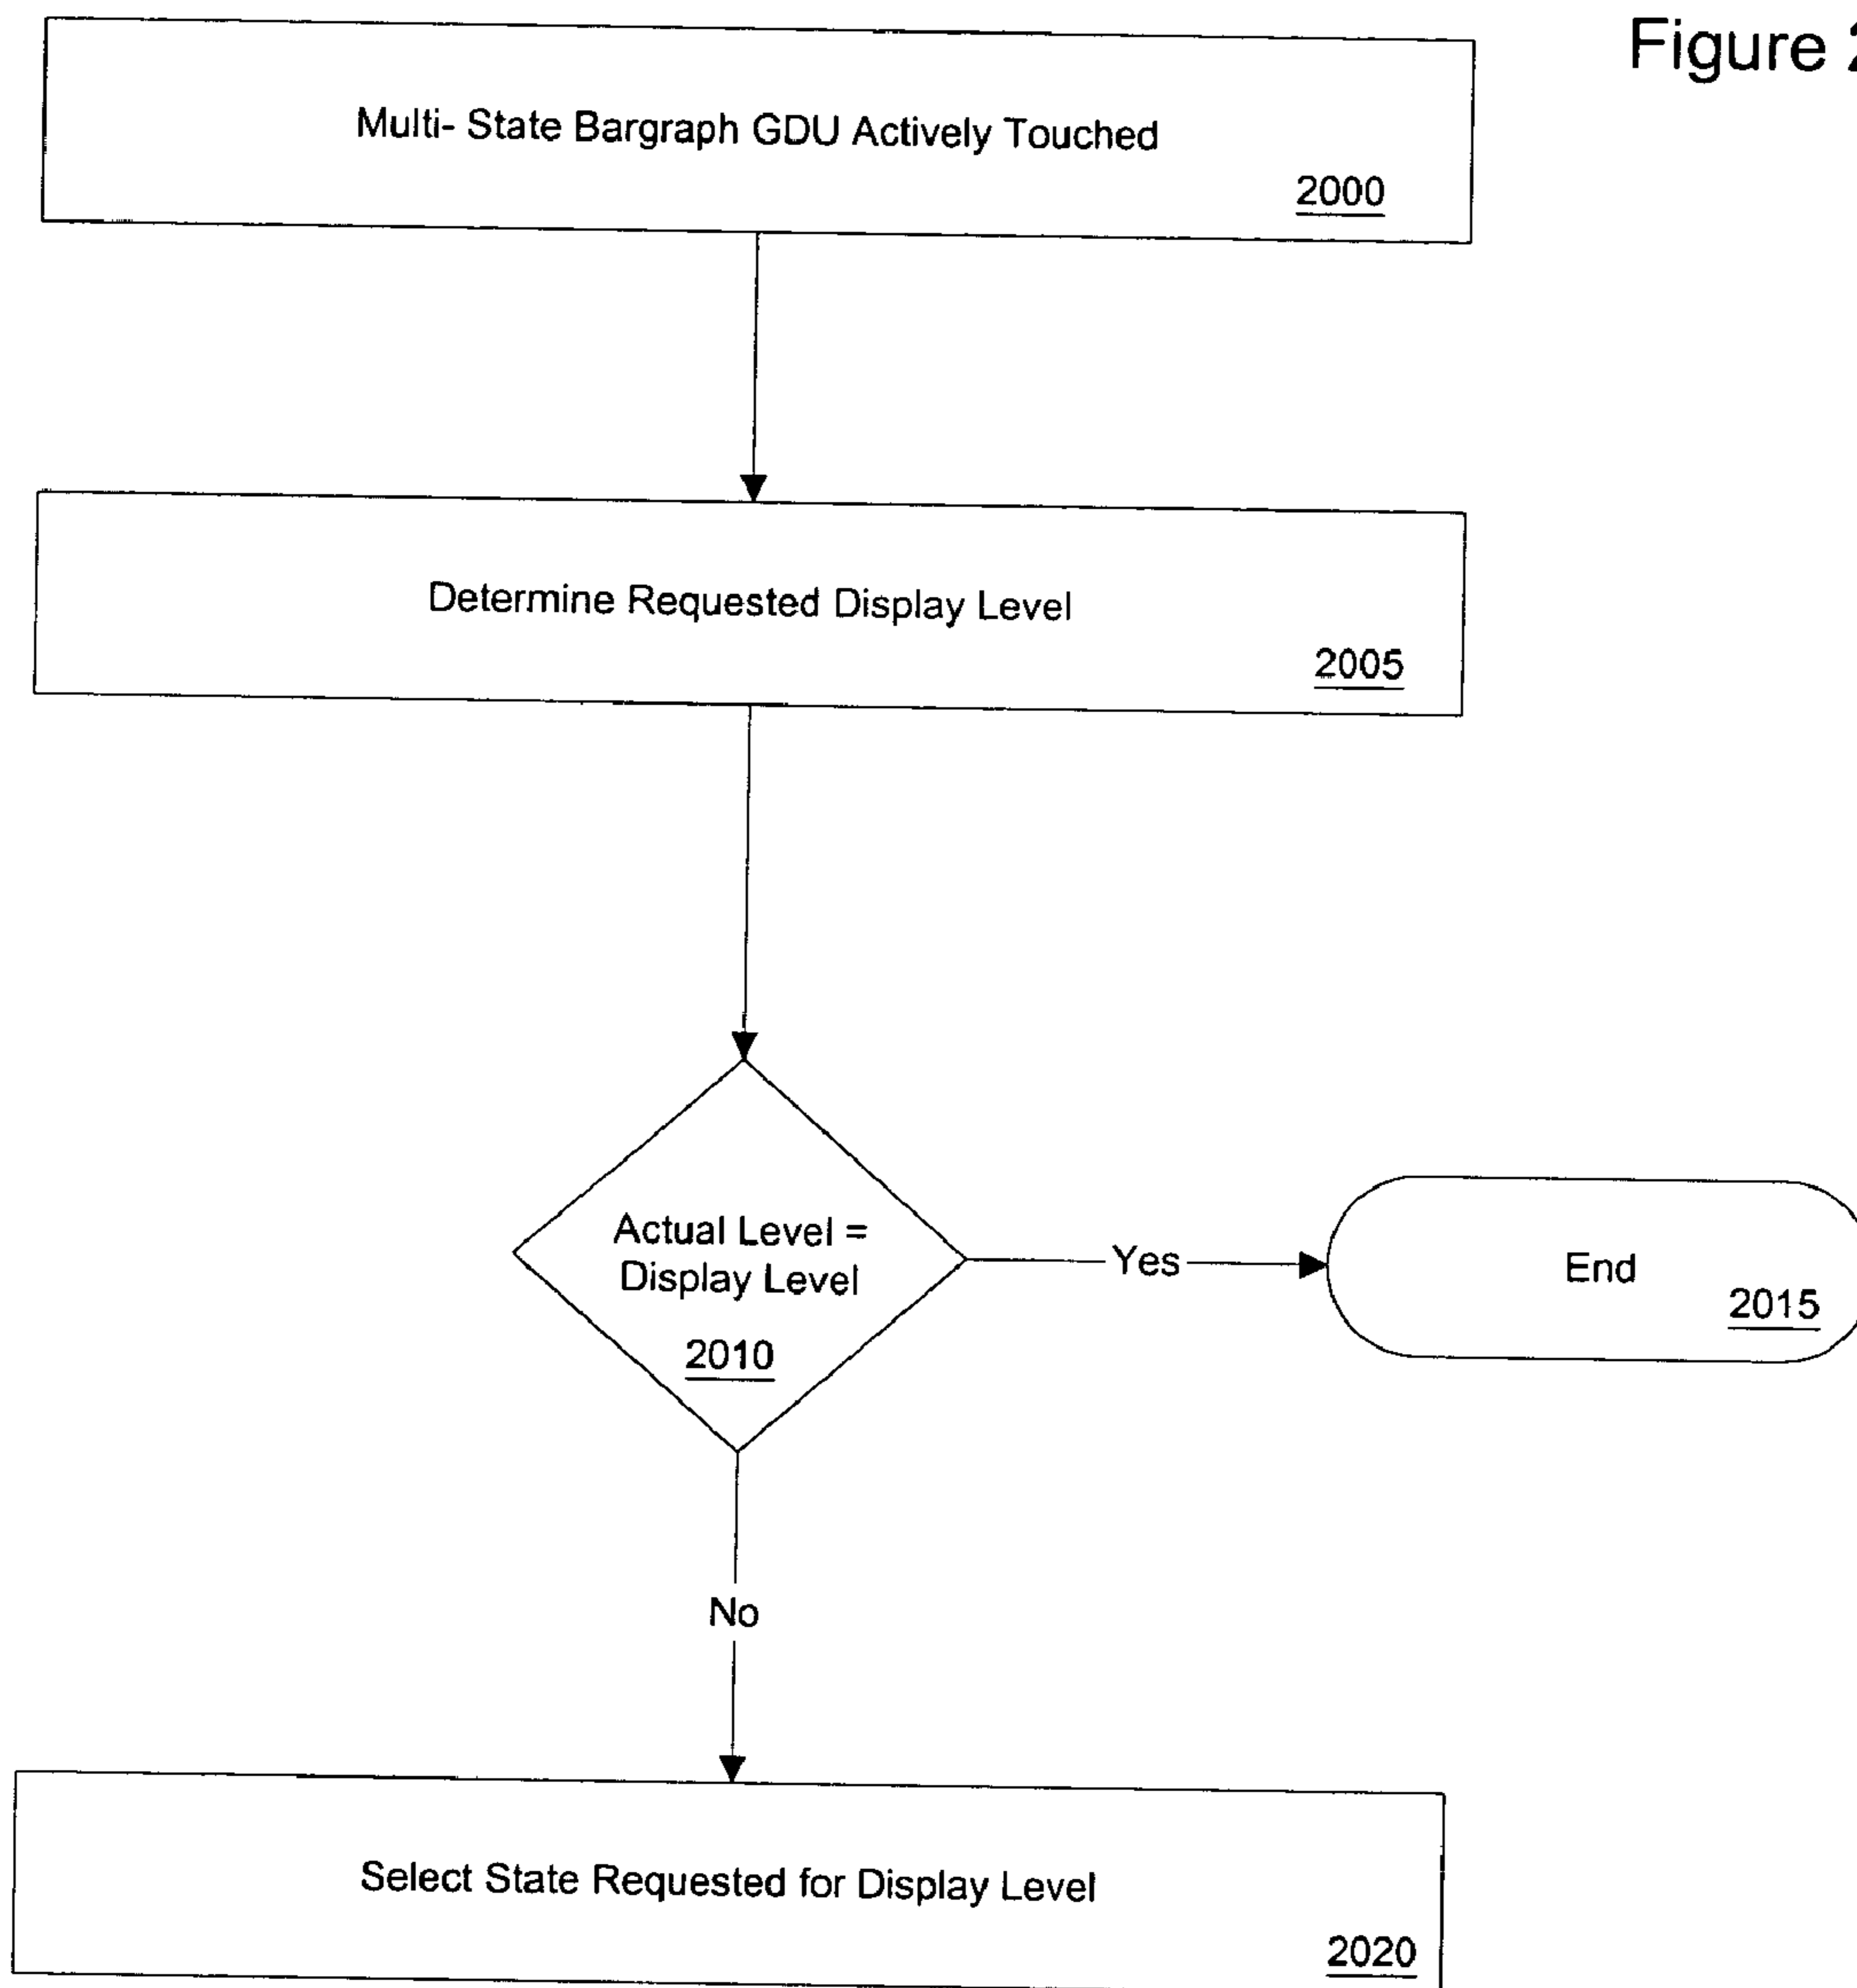 Figure
Multi- State Bargraph GDU Actively Touched
2000
Determine Requested Display Level
2005
Actual Level =
Display Level
2010
Yes
End
2015
No
Select State Requested for Display Level
2020